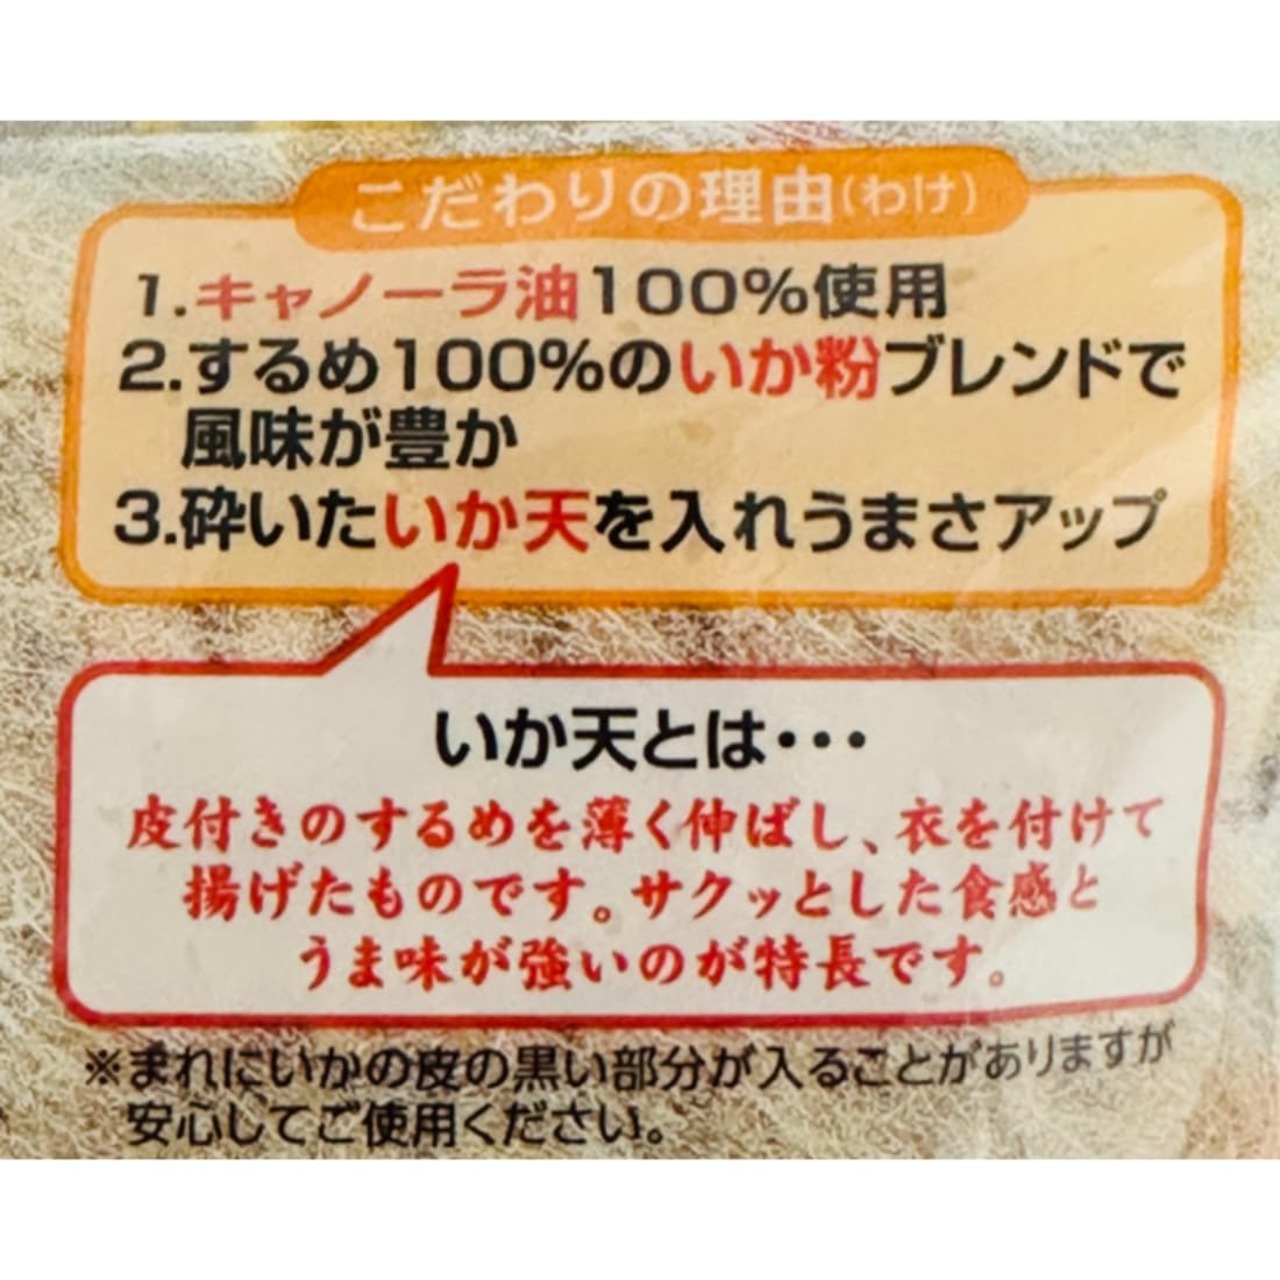 こだわりの理由(わけ)
1.キャノーラ油100%使用
2.するめ100%のいか粉ブレンドで
風味が豊か
3.砕いたいか天を入れうまさアップ
いか天とは・・・
皮付きのするめを薄く伸ばし、衣を付けて
揚げたものです。サクッとした食感と
うま味が強いのが特長です。
※まれにいかの皮の黒い部分が入ることがありますが
安心してご使用ください。